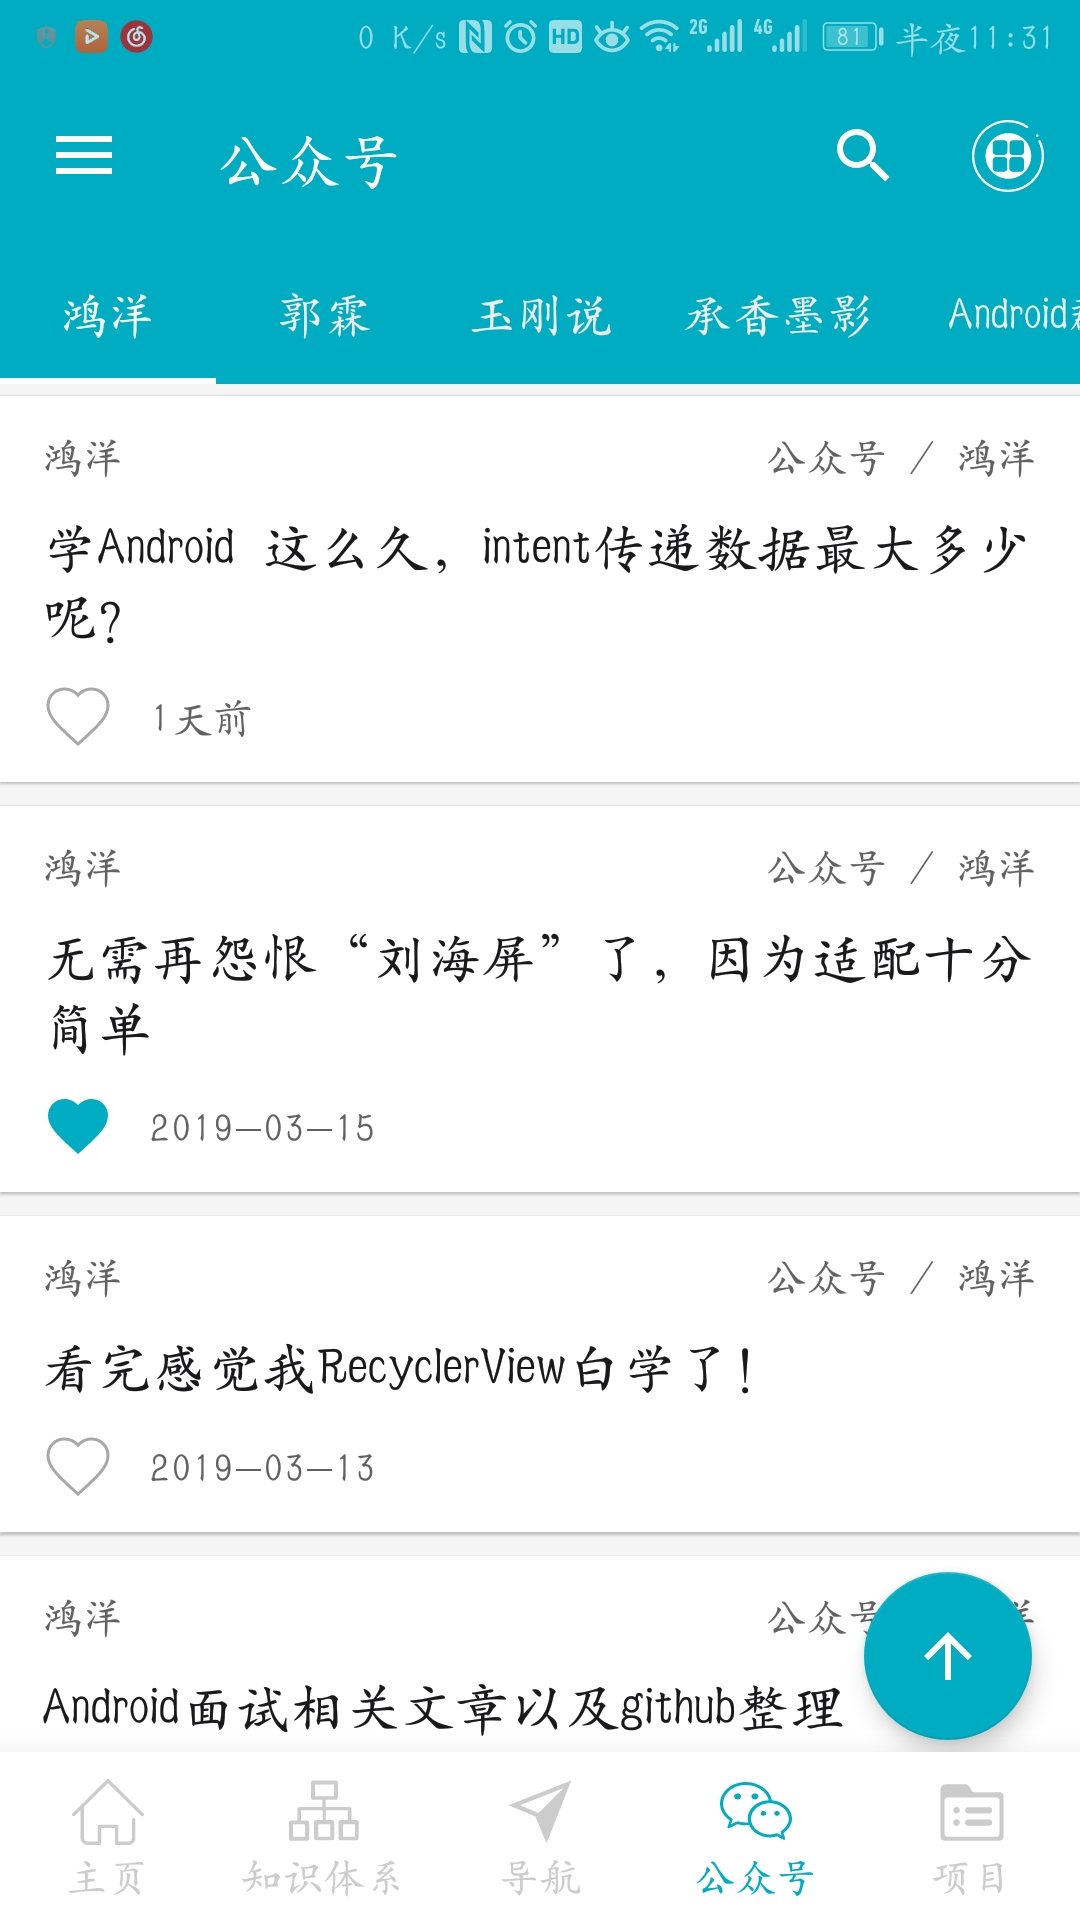 0 K/s HD 2G 4G 81 半夜11:31
公众号
鸿洋 郭霖 玉刚说 承香墨影 Android
鸿洋 公众号 / 鸿洋
学Android 这么久，intent传递数据最大多少
呢？
1天前
鸿洋 公众号 / 鸿洋
无需再怨恨“刘海屏”了，因为适配十分
简单
2019-03-15
鸿洋 公众号 / 鸿洋
看完感觉我RecyclerView白学了！
2019-03-13
鸿洋 公众号
Android面试相关文章以及github整理
主页 知识体系 导航 公众号 项目